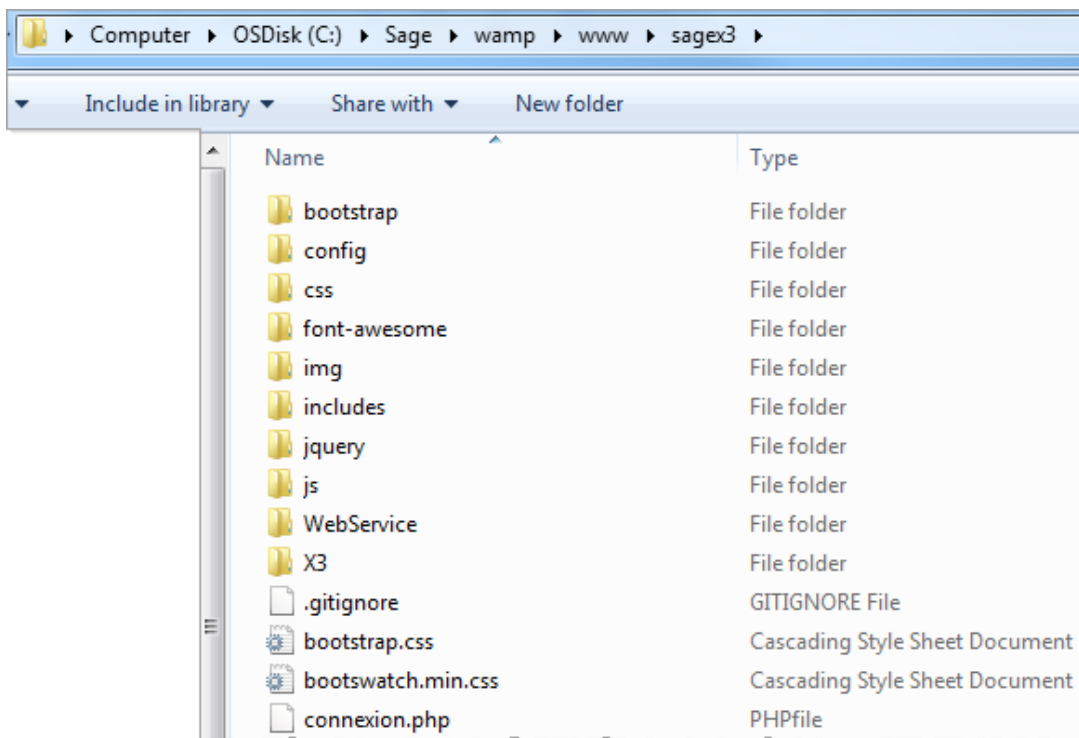 Computer OSDisk (C:) Sage wamp www sagex3
Include in library Share with New folder
Name Type
bootstrap File folder
config File folder
css File folder
font-awesome File folder
img File folder
includes File folder
jquery File folder
js File folder
WebService File folder
X3 File folder
.gitignore GITIGNORE File
bootstrap.css Cascading Style Sheet Document
bootswatch.min.css Cascading Style Sheet Document
connexion.php PHPfile